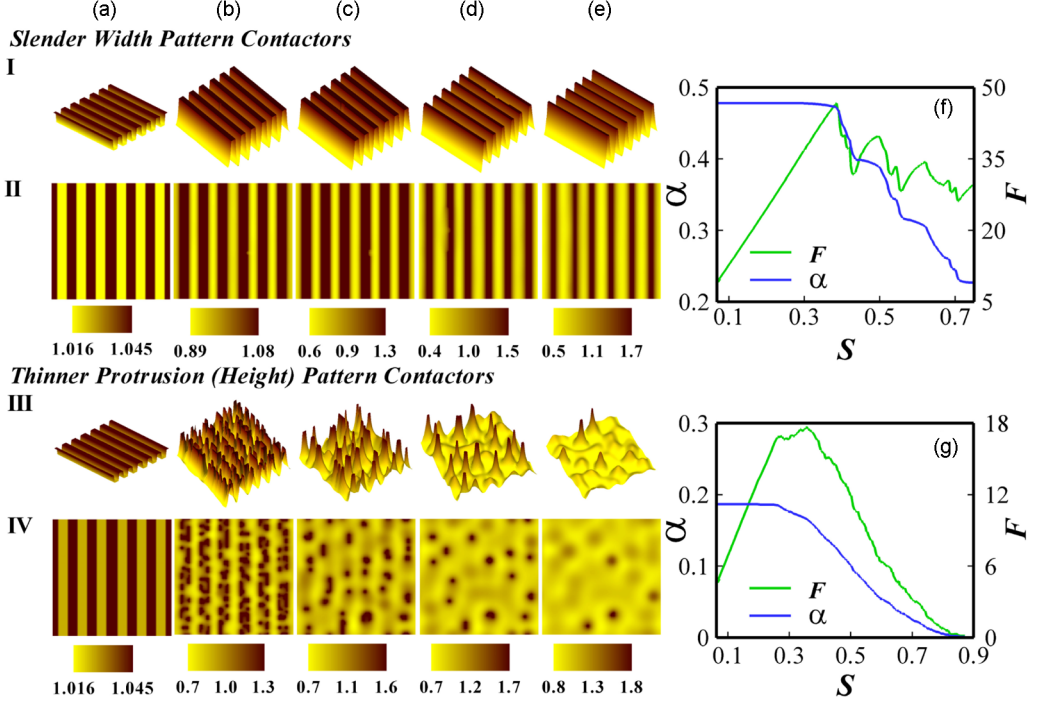 (a) (b) (c) (d) (e)
Slender Width Pattern Contactors
I
II
1.016 1.045
0.89 1.08
0.6 0.9 1.3
0.4 1.0 1.5
0.5 1.1 1.7
Thinner Protrusion (Height) Pattern Contactors
III
IV
1.016 1.045
0.7 1.0 1.3
0.7 1.1 1.6
0.7 1.2 1.7
0.8 1.3 1.8
(f)
α
0.5
0.4
0.3
0.2
F
50
35
20
5
F
α
0.1 0.3 0.5 0.7
S
(g)
α
0.3
0.2
0.1
0
F
18
12
6
0
F
α
0.1 0.3 0.5 0.7 0.9
S